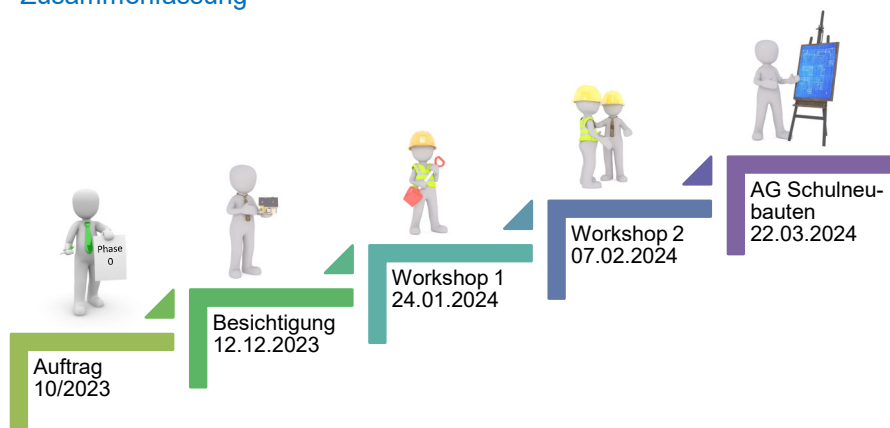 Zusammenfassung
Phase
0
Auftrag
10/2023
Besichtigung
12.12.2023
Workshop 1
24.01.2024
Workshop 2
07.02.2024
AG Schulneu-
bauten
22.03.2024